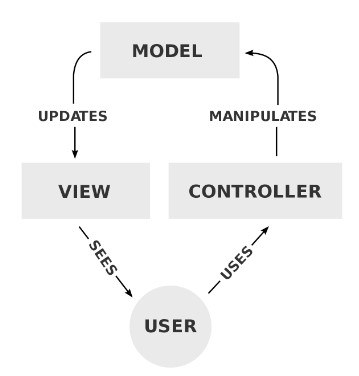 MODEL
UPDATES
MANIPULATES
VIEW
CONTROLLER
SEES
USES
USER